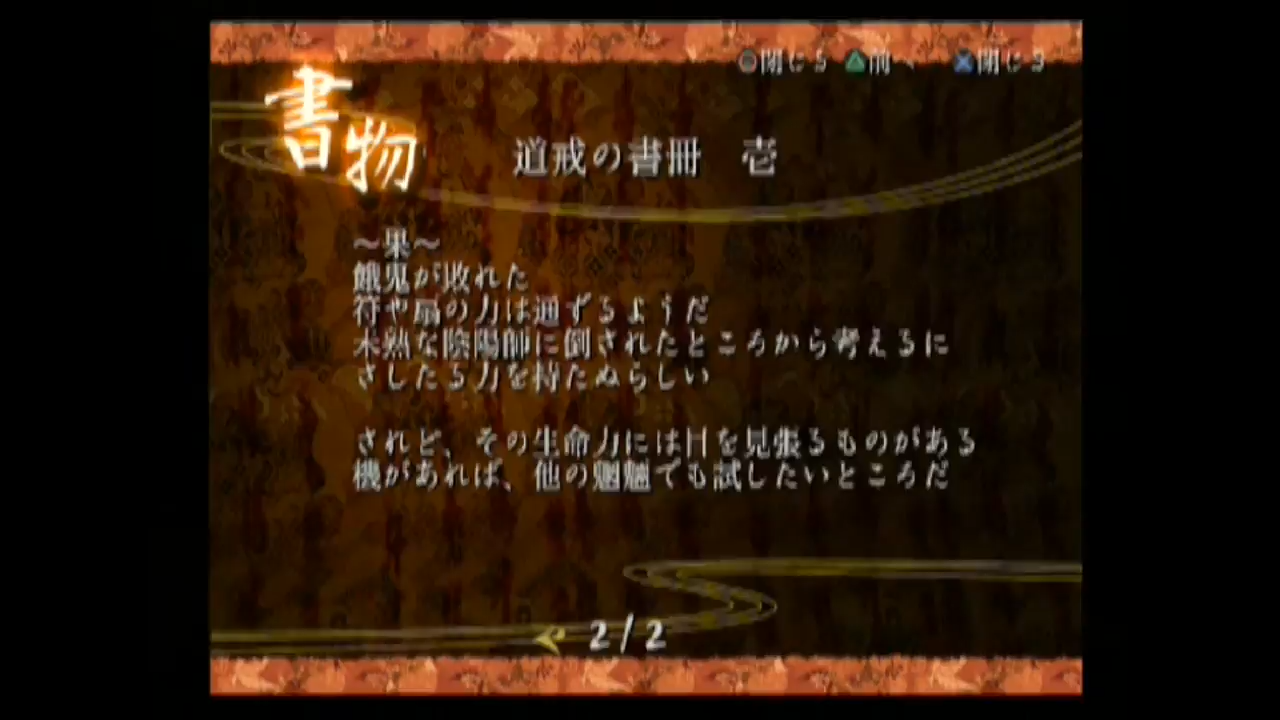 閉じる 前へ 閉じる
書物
道戒の書冊 壱
～果～
餓鬼が敗れた
符や扇の力は通ずるようだ
未熟な陰陽師に倒されたところから考えるに
さしたる力を持たぬらしい
されど、その生命力には目を見張るものがある
機があれば、他の魍魎でも試したいところだ
2/2